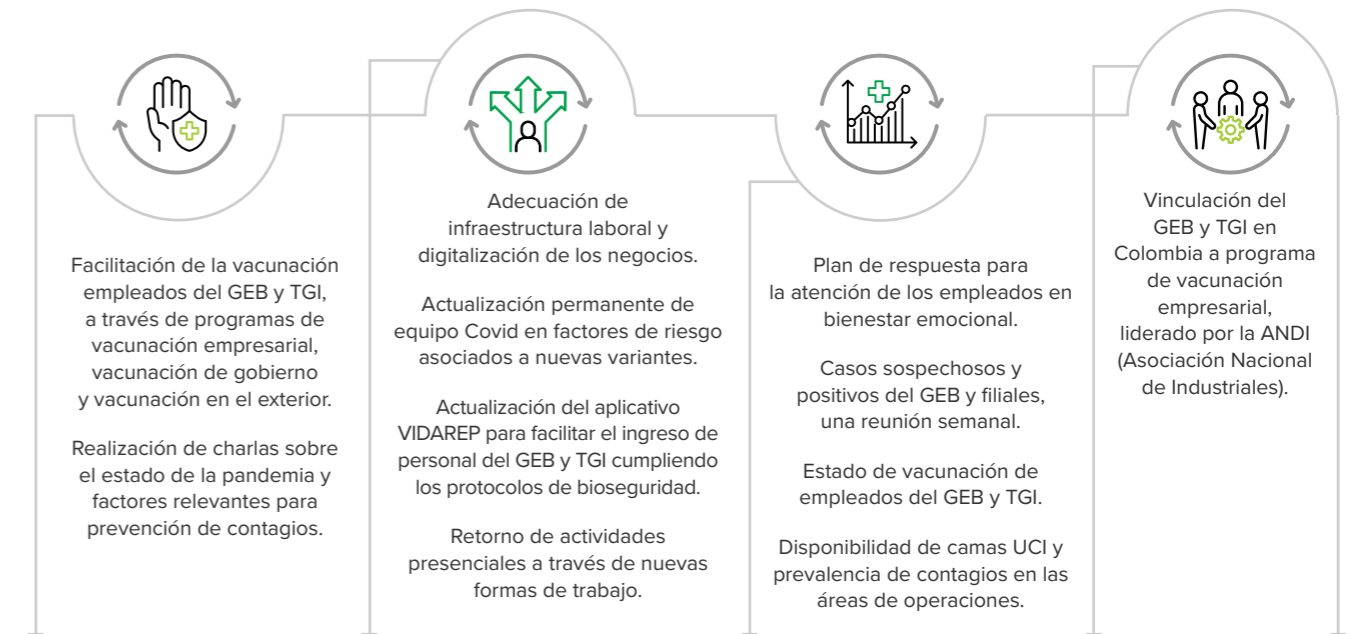 Facilitación de la vacunación
empleados del GEB y TGI,
a través de programas de
vacunación empresarial,
vacunación de gobierno
y vacunación en el exterior.
Realización de charlas sobre
el estado de la pandemia y
factores relevantes para
prevención de contagios.
Adecuación de
infraestructura laboral y
digitalización de los negocios.
Actualización permanente de
equipo Covid en factores de riesgo
asociados a nuevas variantes.
Actualización del aplicativo
VIDAREP para facilitar el ingreso de
personal del GEB y TGI cumpliendo
los protocolos de bioseguridad.
Retorno de actividades
presenciales a través de nuevas
formas de trabajo.
Plan de respuesta para
la atención de los empleados en
bienestar emocional.
Casos sospechosos y
positivos del GEB y filiales,
una reunión semanal.
Estado de vacunación de
empleados del GEB y TGI.
Disponibilidad de camas UCI y
prevalencia de contagios en las
áreas de operaciones.
Vinculación del
GEB y TGI en
Colombia a programa
de vacunación
empresarial,
liderado por la ANDI
(Asociación Nacional
de Industriales).